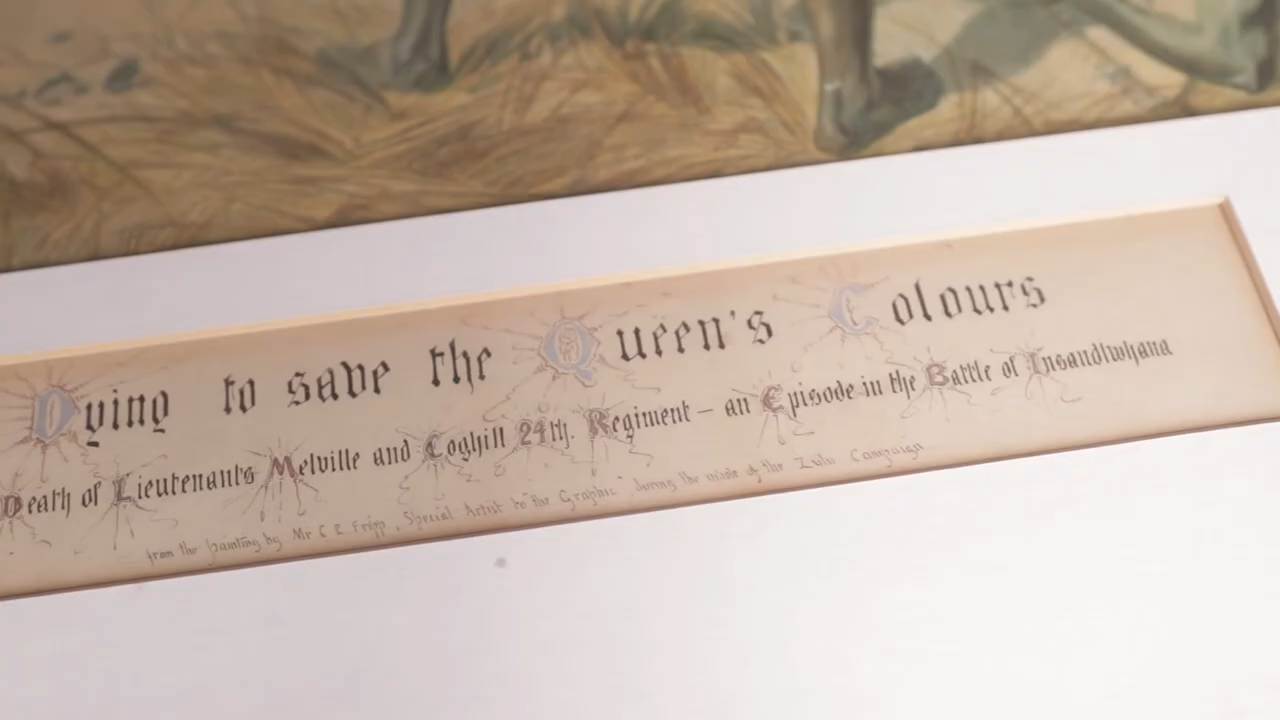 Dying to save the Queen's Colours
Death of Lieutenants Melville and Coghill 24th. Regiment – an Episode in the Battle of Insandlwhana
from the painting by Mr C E Fripp, Special Artist to "the Graphic" during the whole of the Zulu Campaign